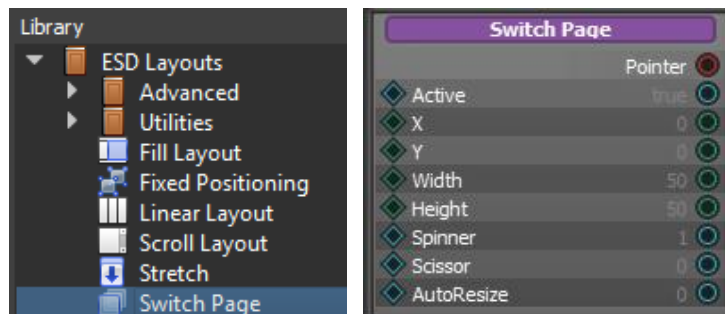 Library
ESD Layouts
Advanced
Utilities
Fill Layout
Fixed Positioning
Linear Layout
Scroll Layout
Stretch
Switch Page
Switch Page
Pointer
Active true
X 0
Y 0
Width 50
Height 50
Spinner 1
Scissor 0
AutoResize 0